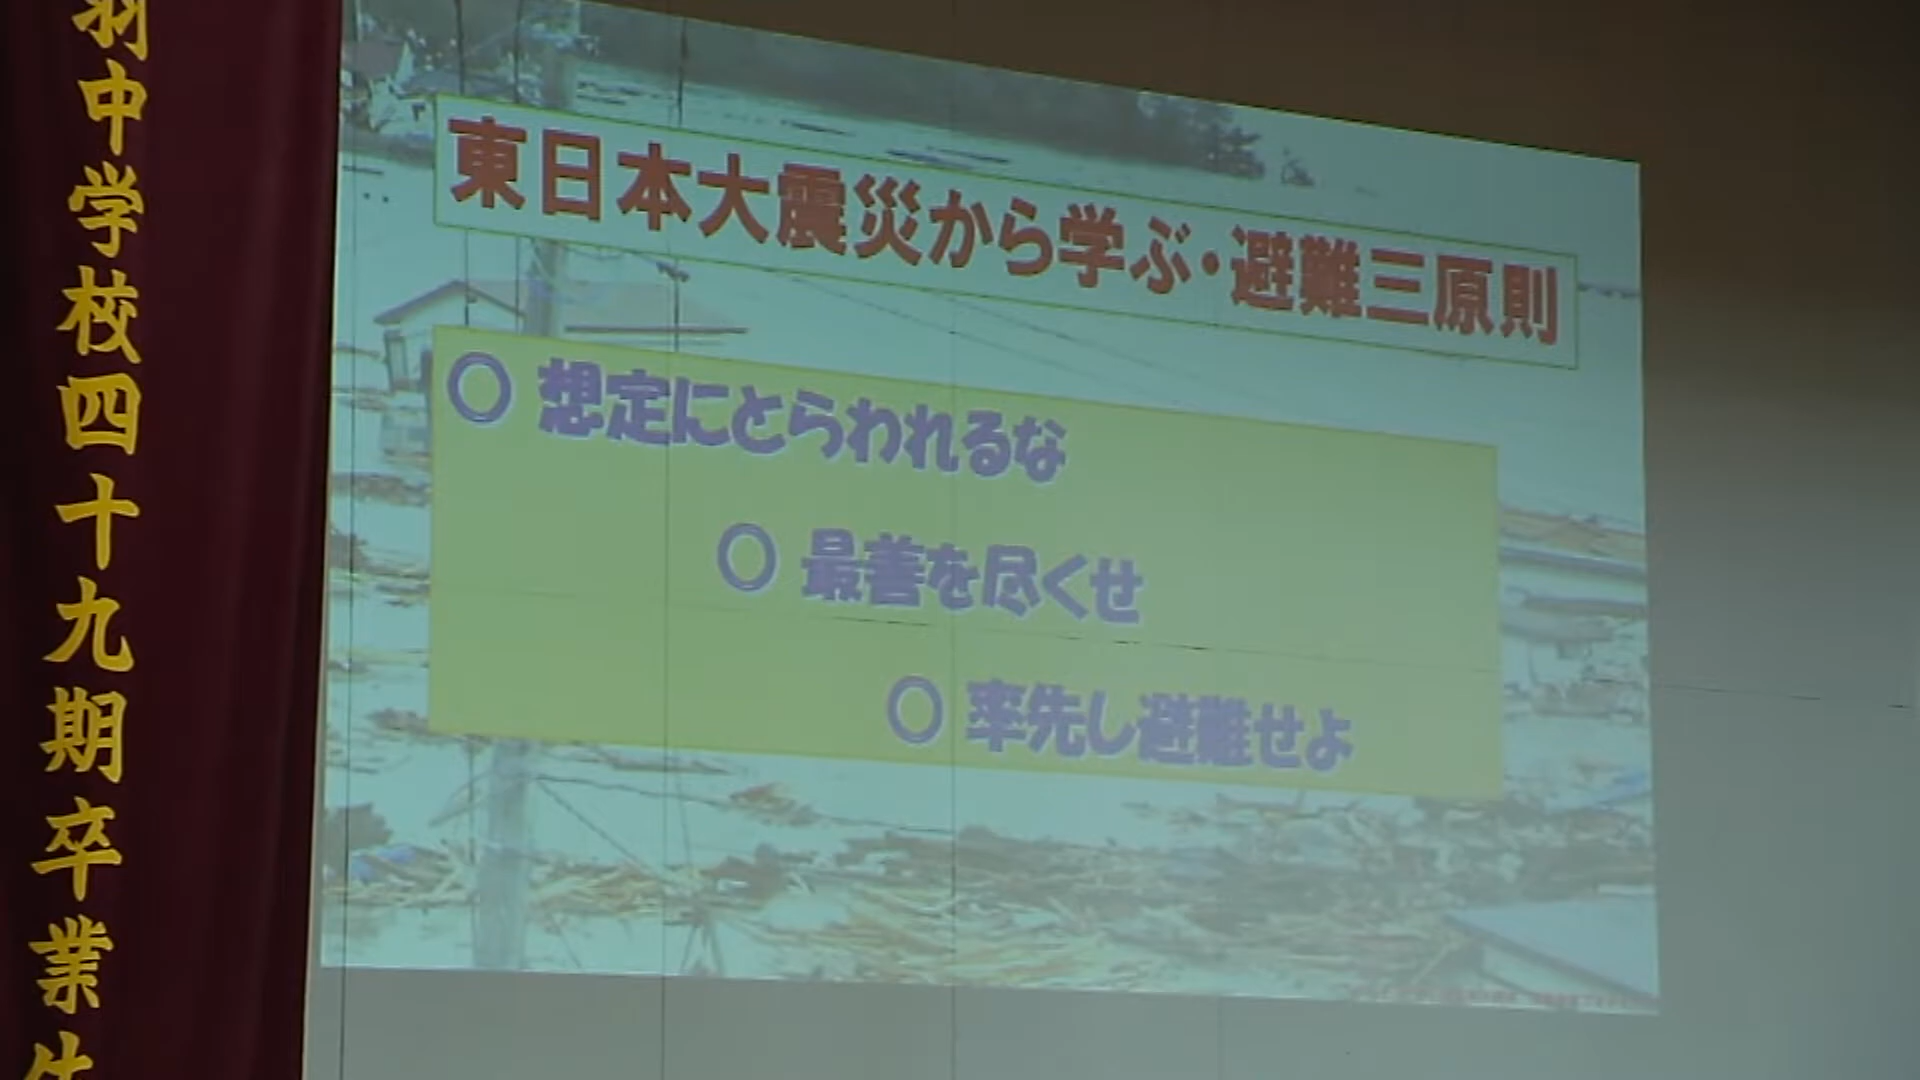 東日本大震災から学ぶ・避難三原則
○ 想定にとらわれるな
○ 最善を尽くせ
○ 率先し避難せよ
羽中学校四十九期卒業生